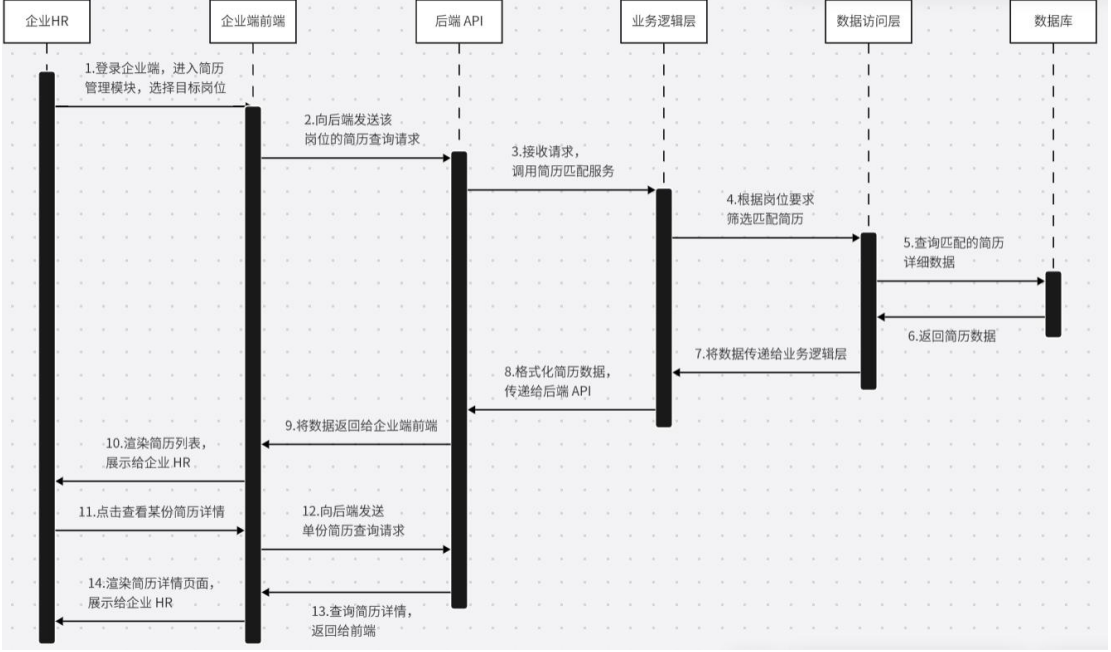 企业HR
企业端前端
后端 API
业务逻辑层
数据访问层
数据库
1.登录企业端，进入简历
管理模块，选择目标岗位
2.向后端发送该
岗位的简历查询请求
3.接收请求，
调用简历匹配服务
4.根据岗位要求
筛选匹配简历
5.查询匹配的简历
详细数据
6.返回简历数据
7.将数据传递给业务逻辑层
8.格式化简历数据，
传递给后端 API
9.将数据返回给企业端前端
10.渲染简历列表，
展示给企业 HR
11.点击查看某份简历详情
12.向后端发送
单份简历查询请求
13.查询简历详情，
返回给前端
14.渲染简历详情页面，
展示给企业 HR